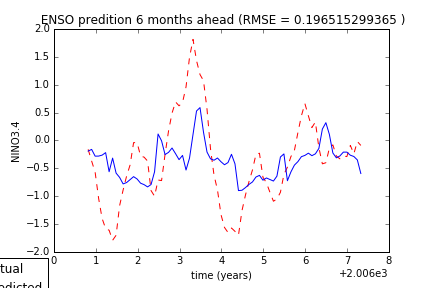 ENSO predition 6 months ahead (RMSE = 0.196515299365 )
2.0
1.5
1.0
0.5
0.0
−0.5
−1.0
−1.5
−2.0
NINO3.4
0 1 2 3 4 5 6 7 8
time (years)
+2.006e3
tual
edicted